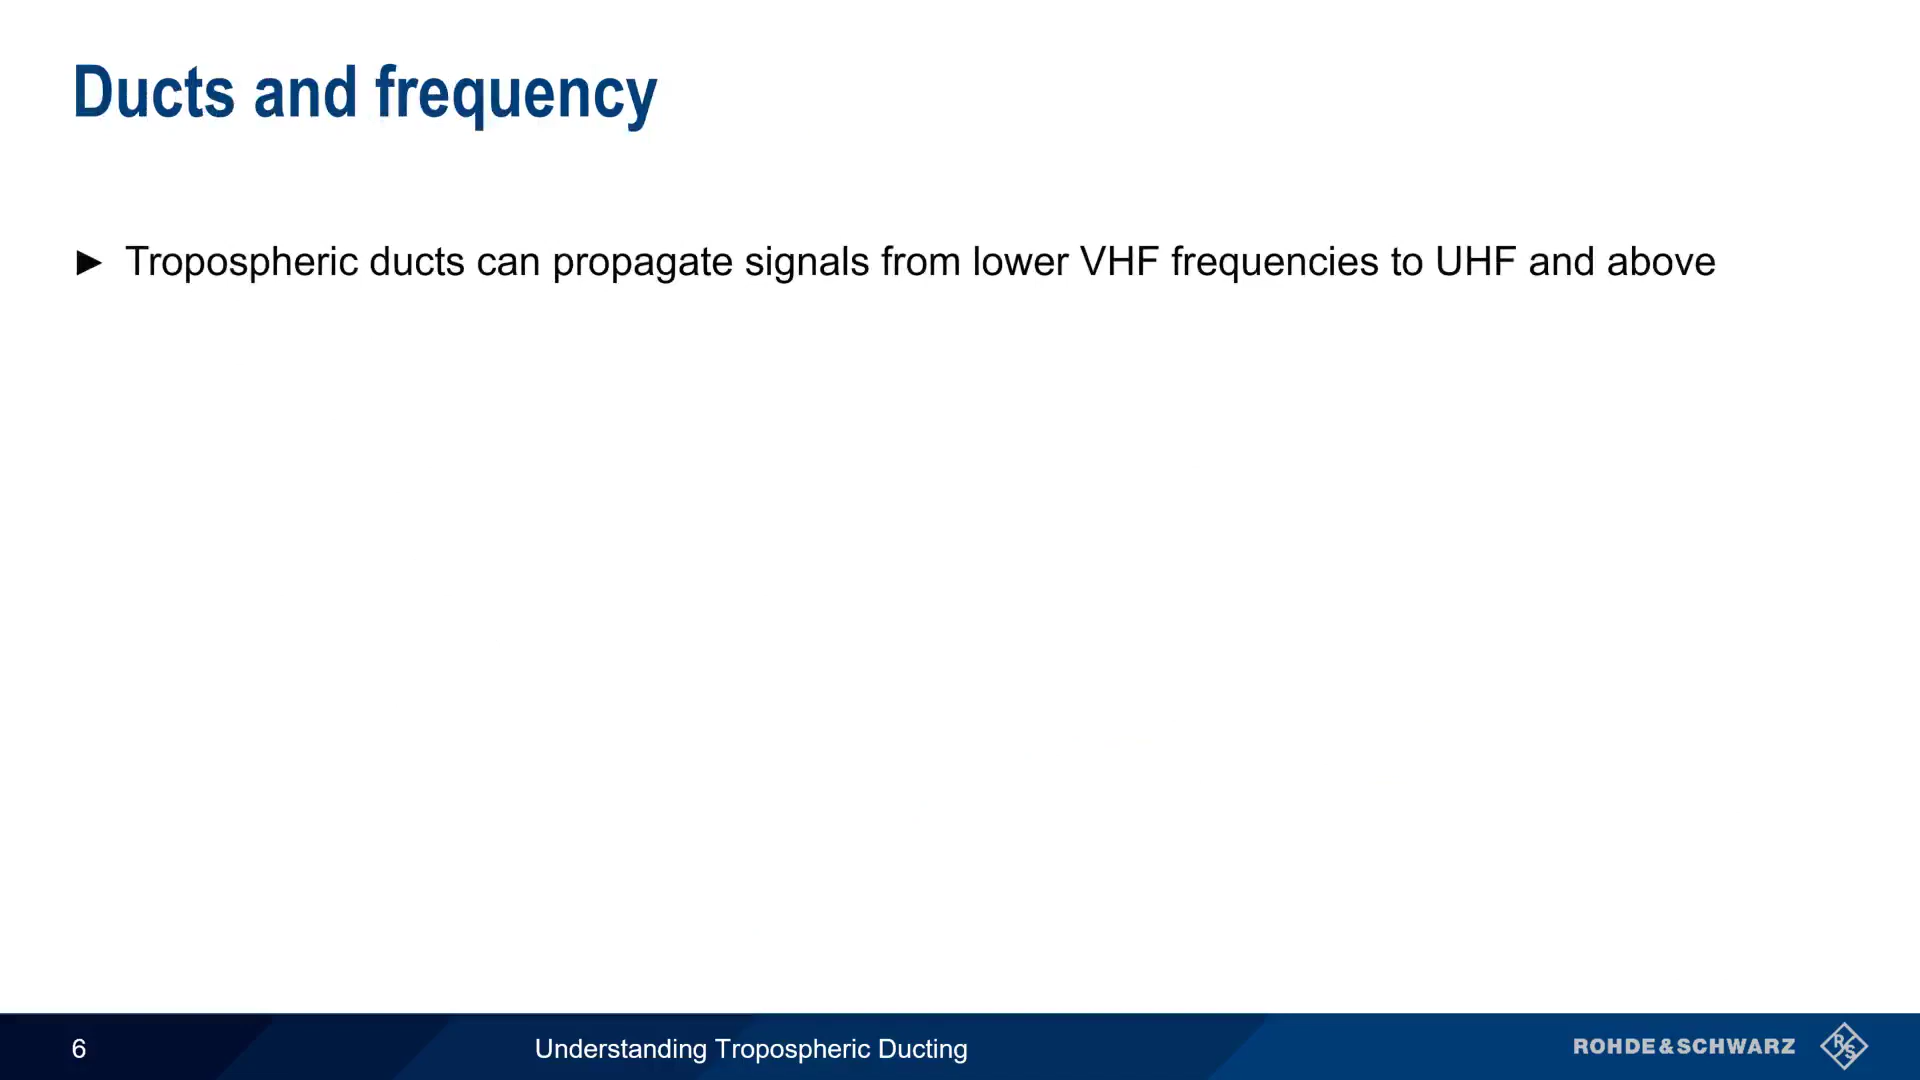 Ducts and frequency
► Tropospheric ducts can propagate signals from lower VHF frequencies to UHF and above
6
Understanding Tropospheric Ducting
ROHDE&SCHWARZ
R&S